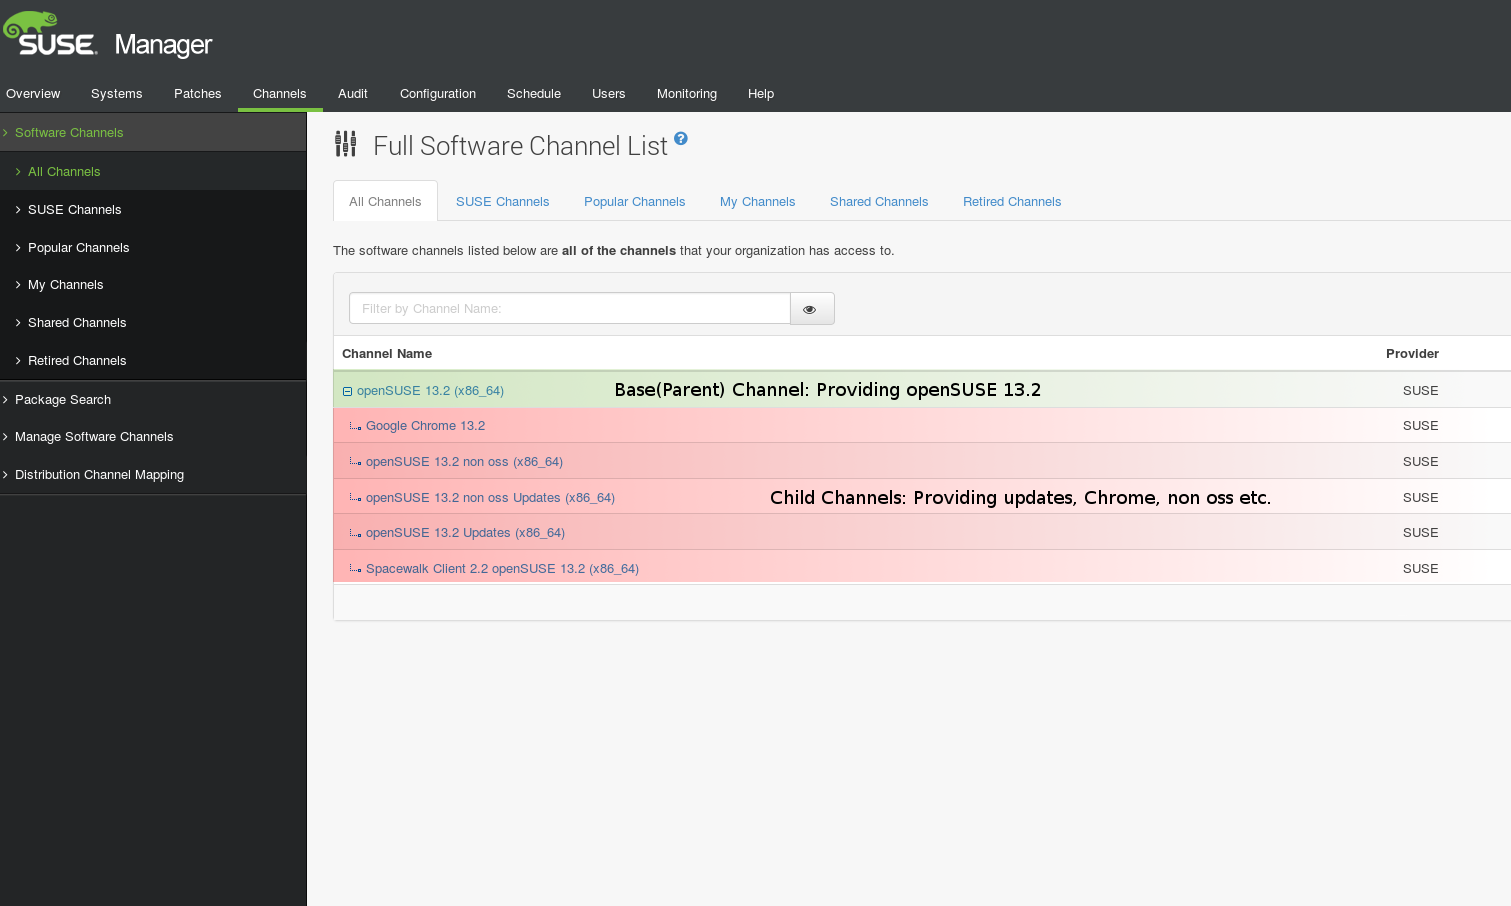 SUSE Manager
Overview Systems Patches Channels Audit Configuration Schedule Users Monitoring Help
Software Channels
All Channels
SUSE Channels
Popular Channels
My Channels
Shared Channels
Retired Channels
Package Search
Manage Software Channels
Distribution Channel Mapping
Full Software Channel List ?
All Channels SUSE Channels Popular Channels My Channels Shared Channels Retired Channels
The software channels listed below are all of the channels that your organization has access to.
Filter by Channel Name:
Channel Name Provider
openSUSE 13.2 (x86_64) Base(Parent) Channel: Providing openSUSE 13.2 SUSE
Google Chrome 13.2 SUSE
openSUSE 13.2 non oss (x86_64) SUSE
openSUSE 13.2 non oss Updates (x86_64) Child Channels: Providing updates, Chrome, non oss etc. SUSE
openSUSE 13.2 Updates (x86_64) SUSE
Spacewalk Client 2.2 openSUSE 13.2 (x86_64) SUSE